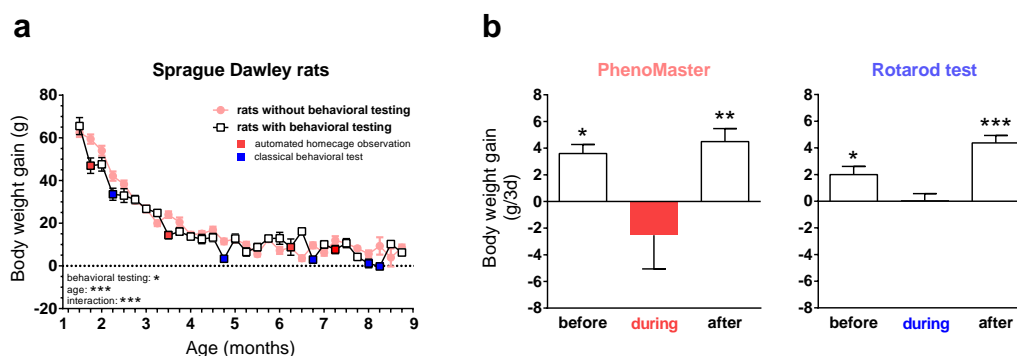 a
Sprague Dawley rats
Body weight gain (g)
80
60
40
20
0
-20
rats without behavioral testing
rats with behavioral testing
automated homecage observation
classical behavioral test
behavioral testing: *
age: ***
interaction: ***
1 2 3 4 5 6 7 8 9
Age (months)
b
PhenoMaster
Body weight gain
(g/3d)
8
6
4
2
0
-2
-4
-6
-8
*
**
before during after
Rotarod test
8
6
4
2
0
-2
-4
-6
-8
*
***
before during after